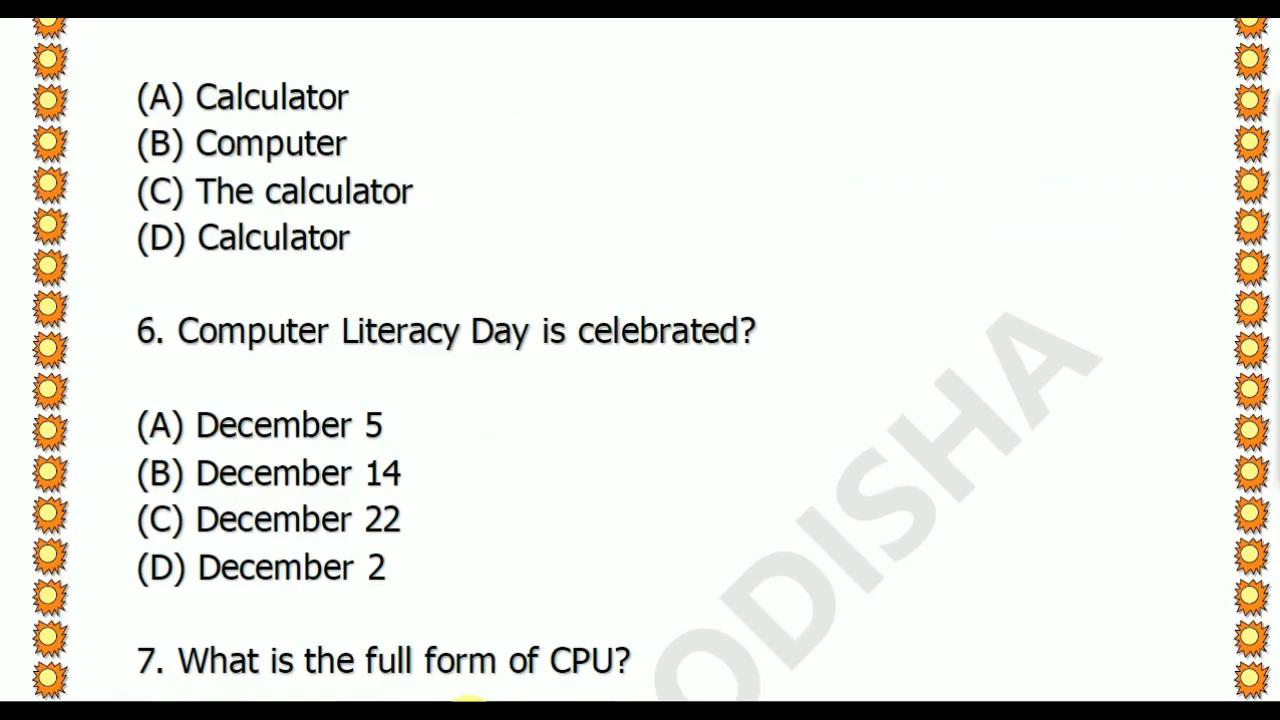 (A) Calculator
(B) Computer
(C) The calculator
(D) Calculator
6. Computer Literacy Day is celebrated?
(A) December 5
(B) December 14
(C) December 22
(D) December 2
7. What is the full form of CPU?
ODISHA